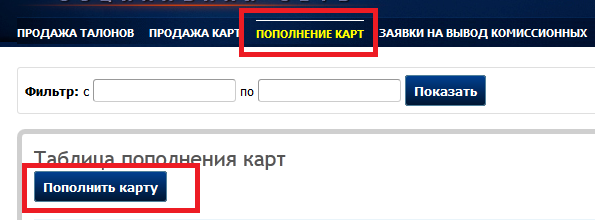 ПРОДАЖА ТАЛОНОВ ПРОДАЖА КАРТ ПОПОЛНЕНИЕ КАРТ ЗАЯВКИ НА ВЫВОД КОМИССИОННЫХ
Фильтр: с по Показать
Таблица пополнения карт
Пополнить карту